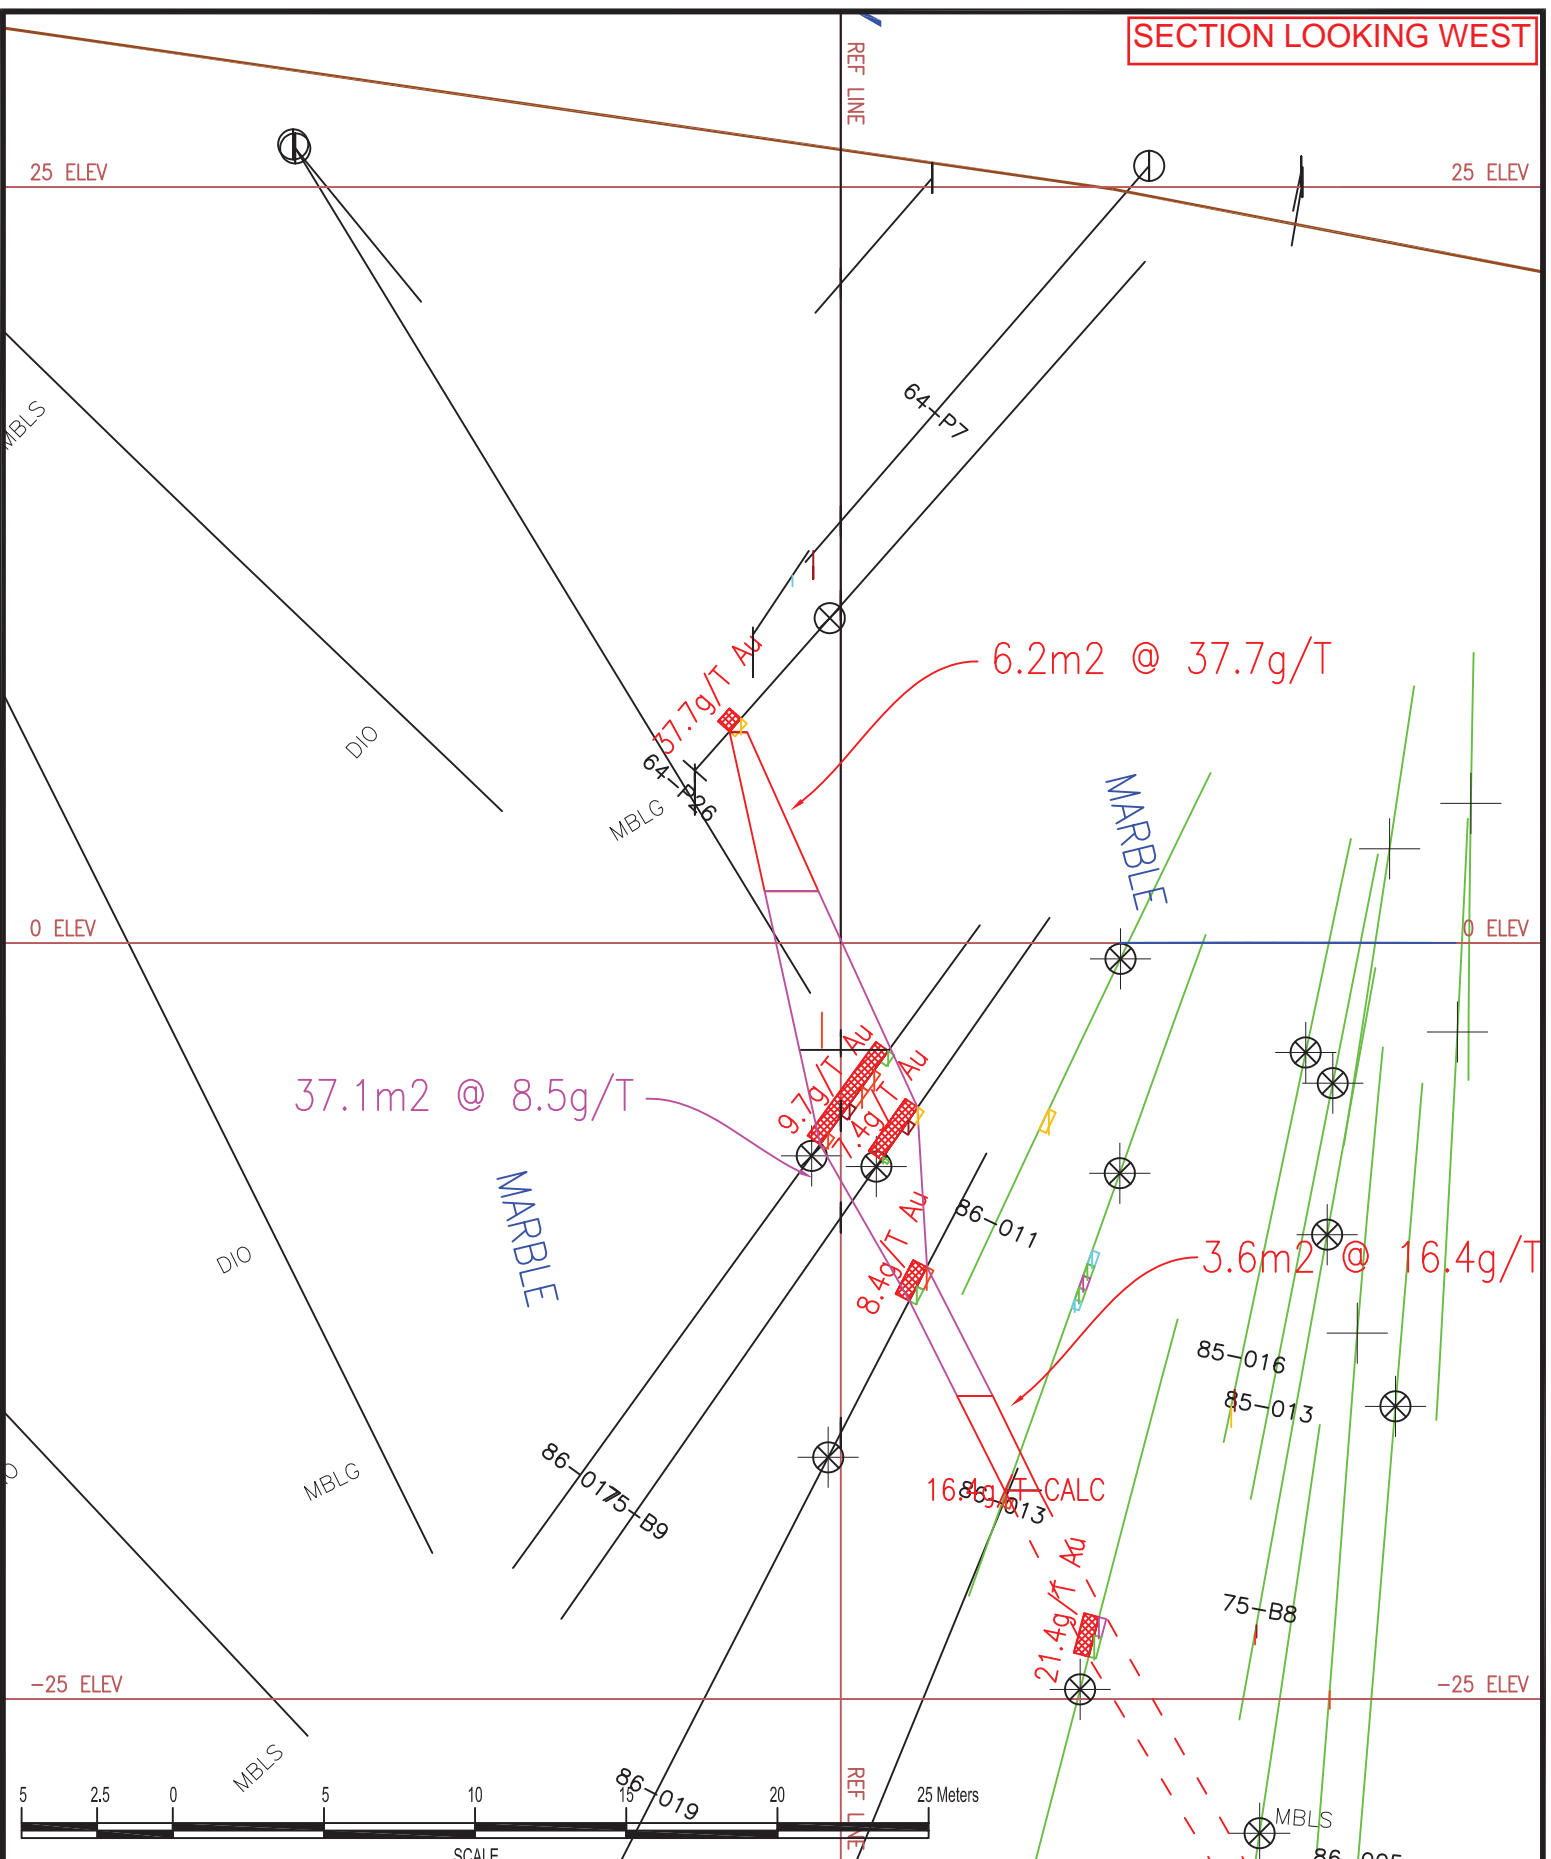 SECTION LOOKING WEST
REF LINE
25 ELEV
25 ELEV
64-P7
MBLS
37.7g/T Au
6.2m2 @ 37.7g/T
DIO
64-P26
MBLG
MARBLE
0 ELEV
0 ELEV
9.7g/T Au
7.4g/T Au
37.1m2 @ 8.5g/T
MARBLE
86-011
8.4g/T Au
3.6m2 @ 16.4g/T
DIO
85-016
85-013
MBLG
86-017
75-B9
16.4g/T CALC
86-013
21.4g/T Au
75-B8
-25 ELEV
-25 ELEV
MBLS
86-019
REF LINE
MBLS
5 2.5 0 5 10 15 20 25 Meters
SCALE